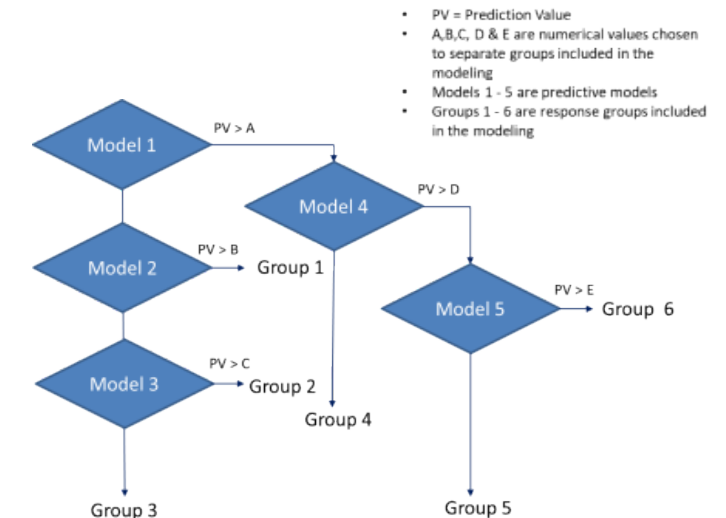 • PV = Prediction Value
• A,B,C, D & E are numerical values chosen
to separate groups included in the
modeling
• Models 1 - 5 are predictive models
• Groups 1 - 6 are response groups included
in the modeling
PV > A
Model 1
PV > D
Model 4
PV > B
Model 2
Group 1
PV > E
Model 5
Group 6
PV > C
Model 3
Group 2
Group 4
Group 3
Group 5